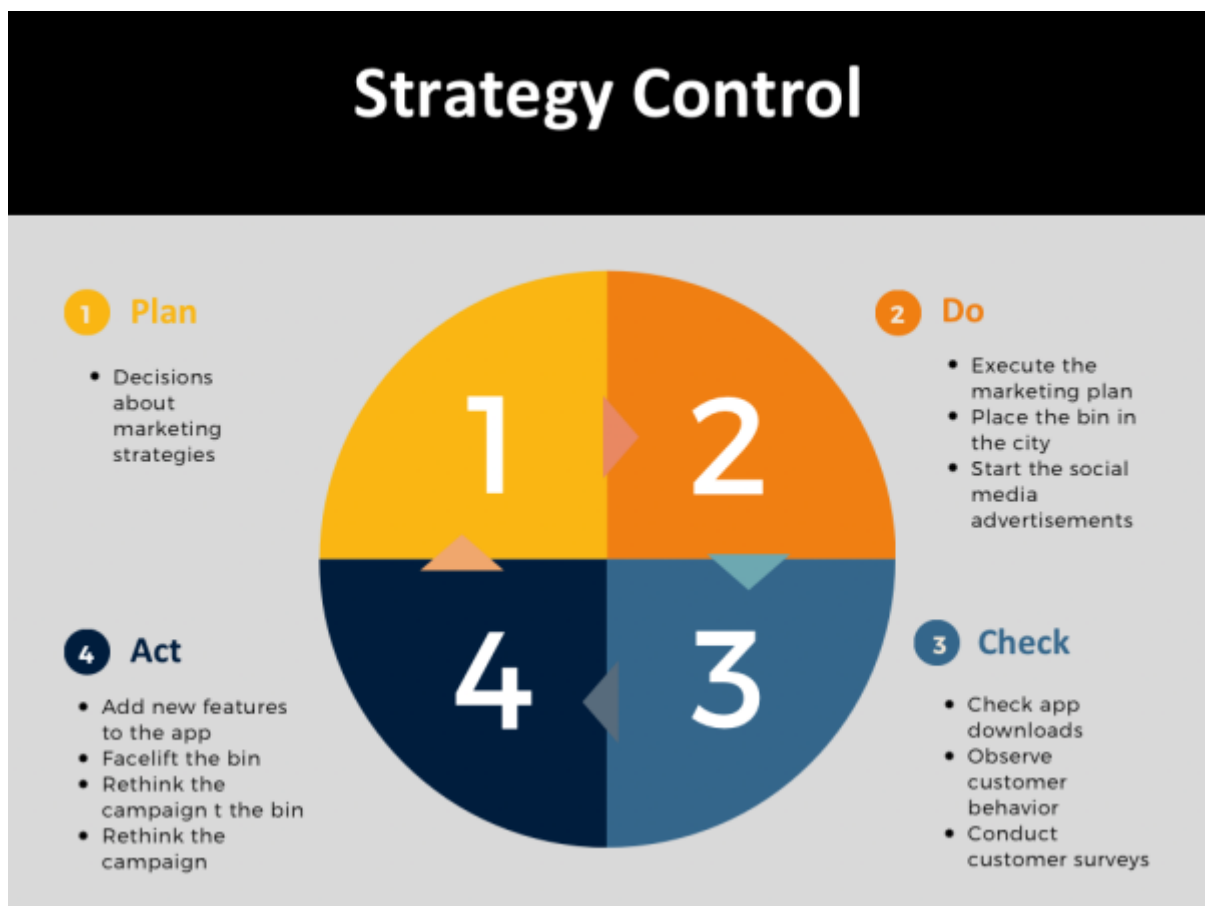 Strategy Control
1 Plan
• Decisions
about
marketing
strategies
2 Do
• Execute the
marketing plan
• Place the bin in
the city
• Start the social
media
advertisements
1
2
4
3
4 Act
• Add new features
to the app
• Facelift the bin
• Rethink the
campaign t the bin
• Rethink the
campaign
3 Check
• Check app
downloads
• Observe
customer
behavior
• Conduct
customer surveys